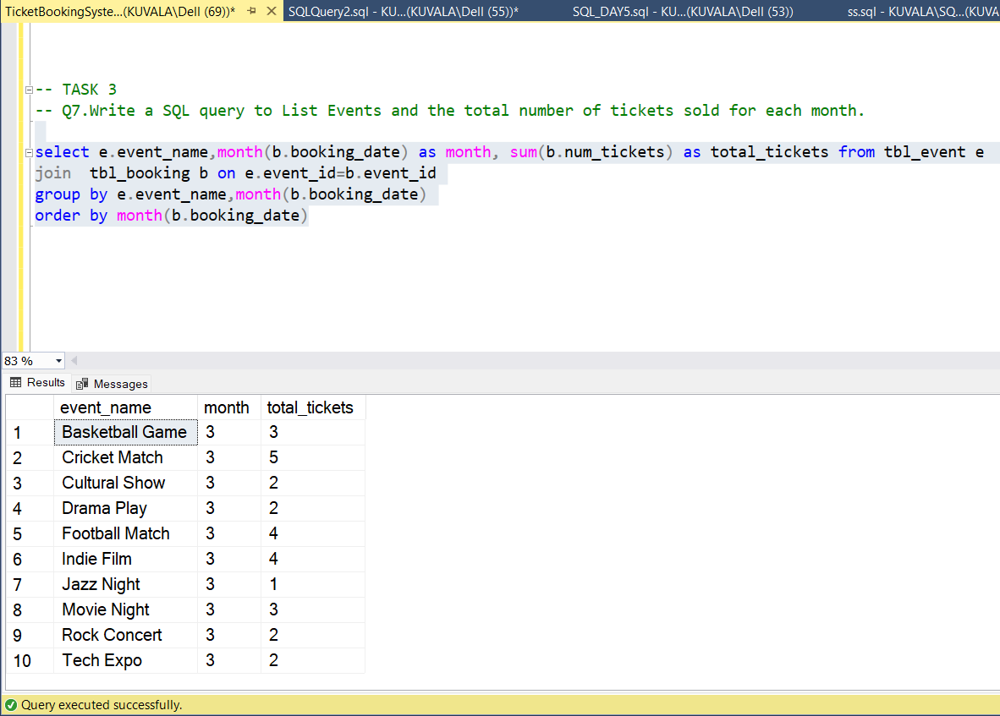 TicketBookingSyste...(KUVALA\Dell (69))* SQLQuery2.sql - KU...(KUVALA\Dell (55))* SQL_DAY5.sql - KU...(KUVALA\Dell (53)) ss.sql - KUVALA\SQ...(KUVA
-- TASK 3
-- Q7.Write a SQL query to List Events and the total number of tickets sold for each month.
select e.event_name,month(b.booking_date) as month, sum(b.num_tickets) as total_tickets from tbl_event e
join  tbl_booking b on e.event_id=b.event_id
group by e.event_name,month(b.booking_date)
order by month(b.booking_date)
83 %
Results Messages
event_name month total_tickets
1 Basketball Game 3 3
2 Cricket Match 3 5
3 Cultural Show 3 2
4 Drama Play 3 2
5 Football Match 3 4
6 Indie Film 3 4
7 Jazz Night 3 1
8 Movie Night 3 3
9 Rock Concert 3 2
10 Tech Expo 3 2
Query executed successfully.